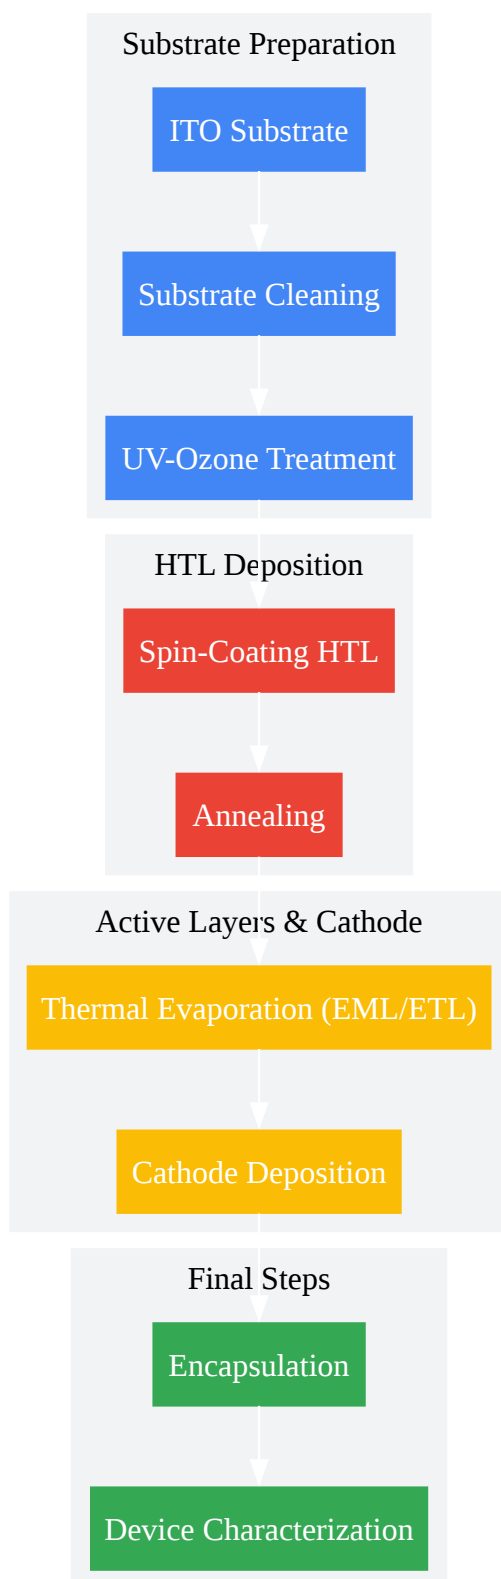 Substrate Preparation
ITO Substrate
Substrate Cleaning
UV-Ozone Treatment
HTL Deposition
Spin-Coating HTL
Annealing
Active Layers & Cathode
Thermal Evaporation (EML/ETL)
Cathode Deposition
Final Steps
Encapsulation
Device Characterization